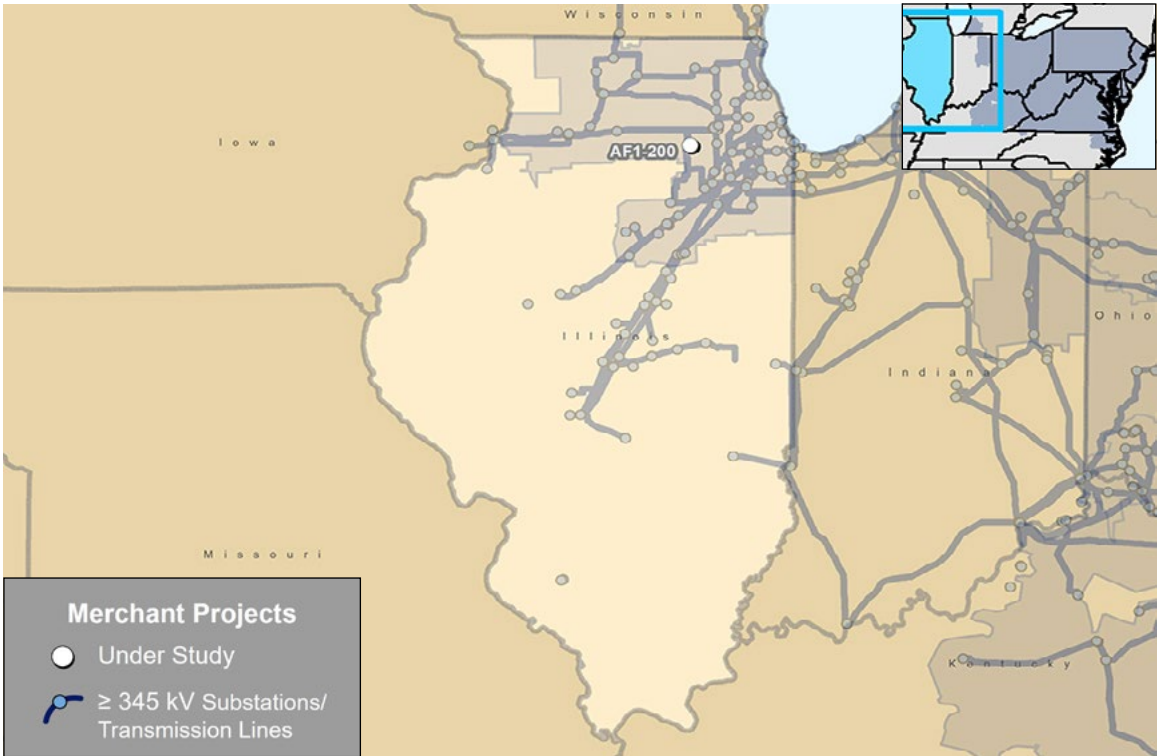 Wisconsin
Iowa
AF1-200
Illinois
Ohio
Indiana
Missouri
Kentucky
Merchant Projects
Under Study
≥ 345 kV Substations/
Transmission Lines